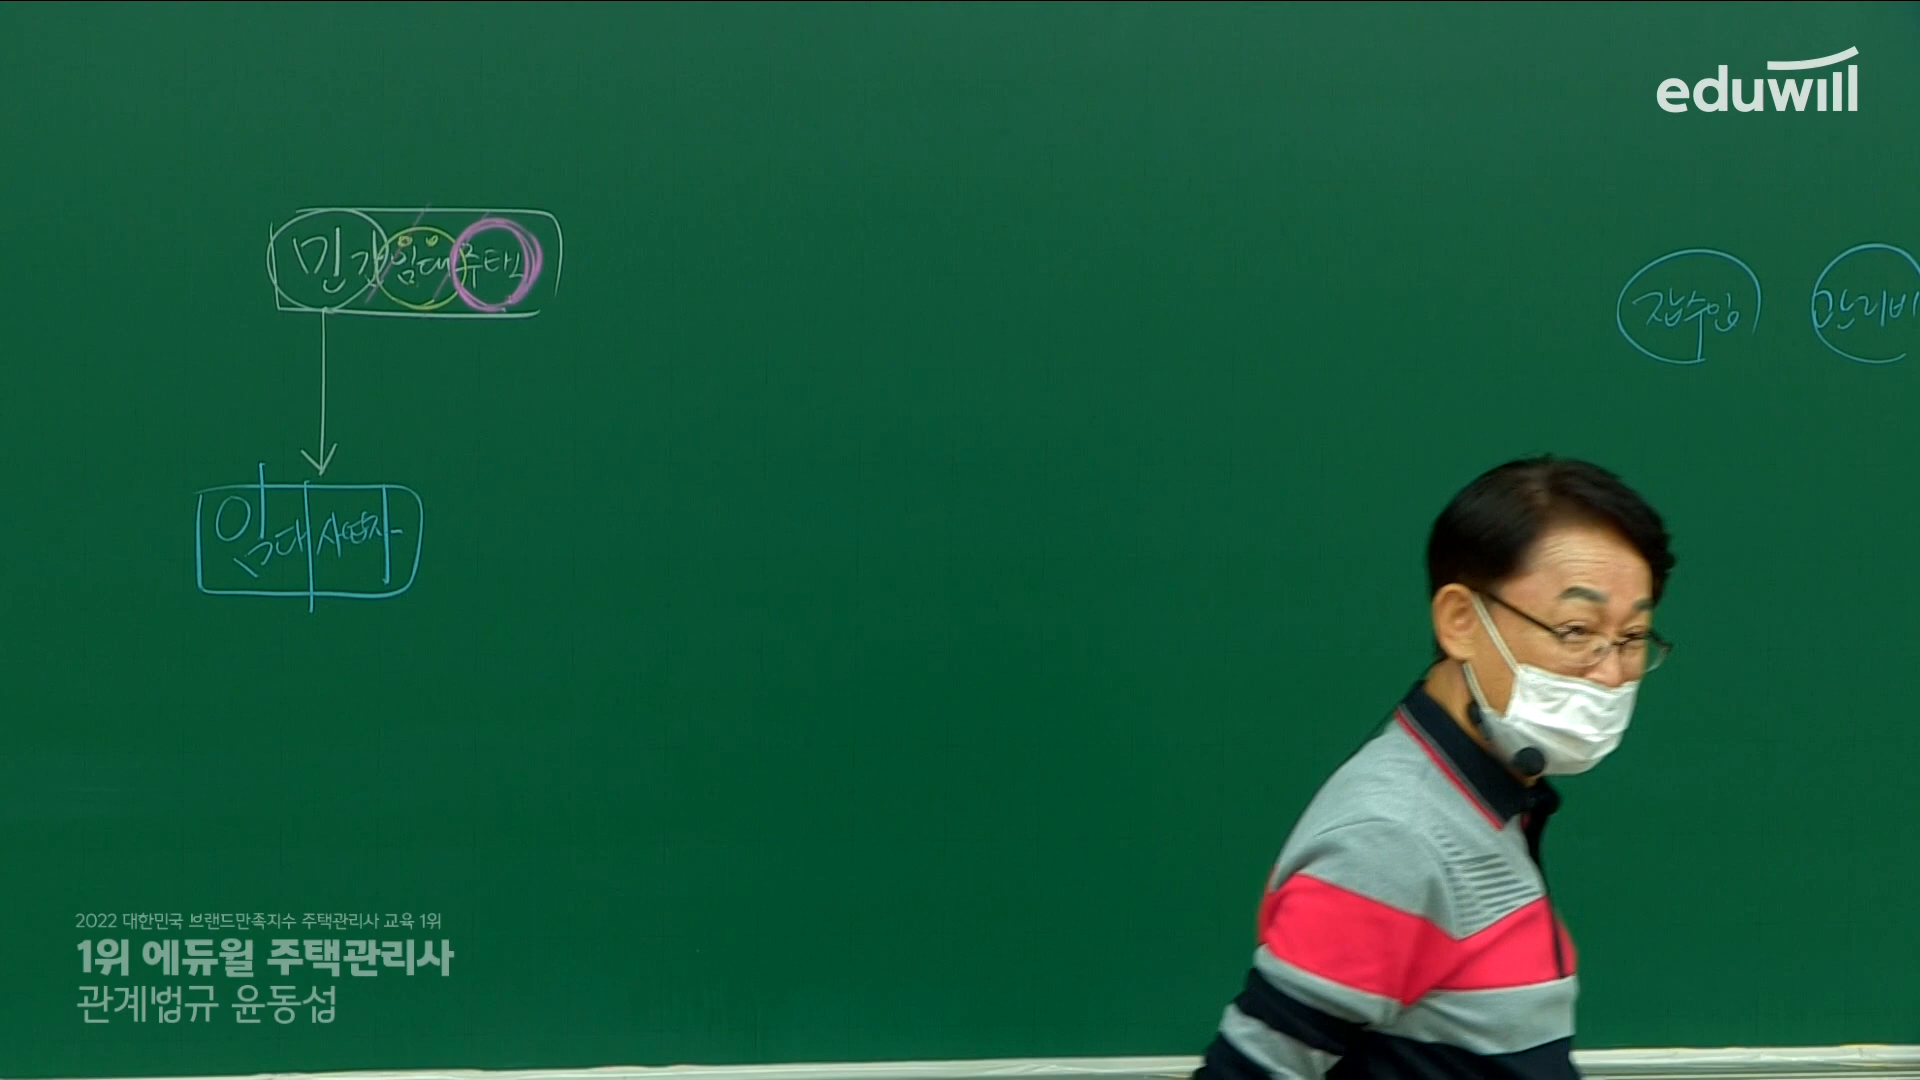 eduwill
민간임대주택
잡수입 관리비
임대사업자
2022 대한민국 브랜드만족지수 주택관리사 교육 1위
1위 에듀윌 주택관리사
관계법규 윤동섭